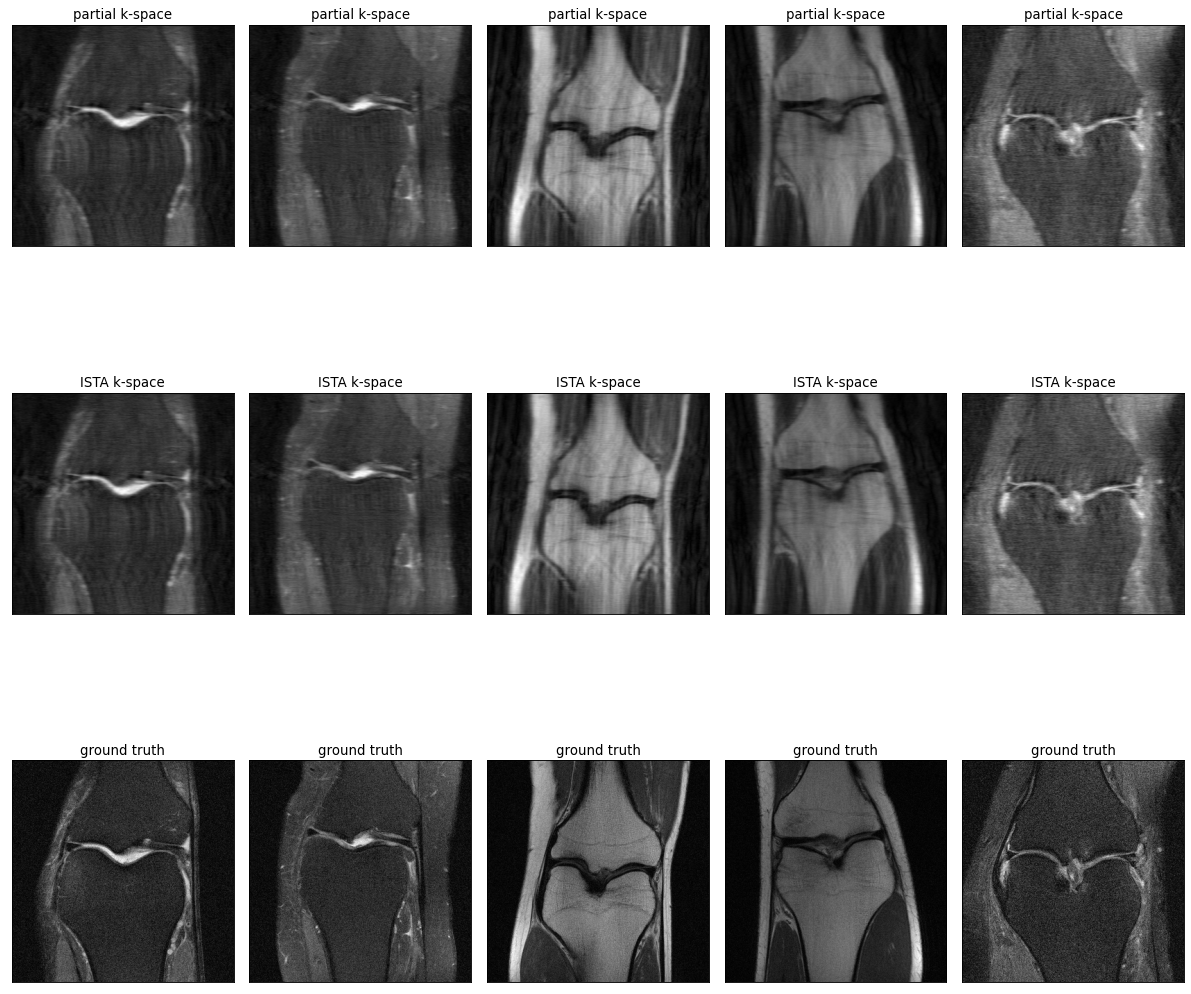 partial k-space partial k-space partial k-space partial k-space partial k-space
ISTA k-space ISTA k-space ISTA k-space ISTA k-space ISTA k-space
ground truth ground truth ground truth ground truth ground truth